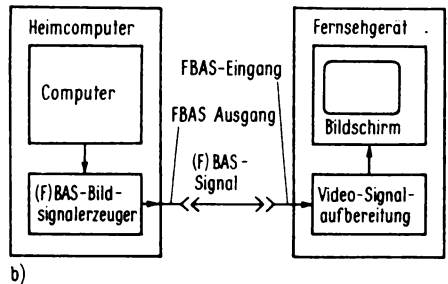 Heimcomputer
Computer
(F)BAS-Bild-
signalerzeuger
FBAS-Eingang
FBAS Ausgang
(F)BAS-
Signal
Fernsehgerät
Bildschirm
Video-Signal-
aufbereitung
b)